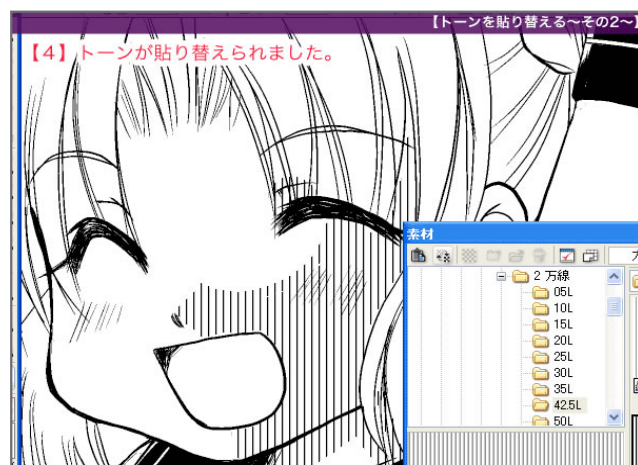 【トーンを貼り替える～その2～】
【4】トーンが貼り替えられました。
素材
2 万線
05L
10L
15L
20L
25L
30L
35L
42.5L
50L